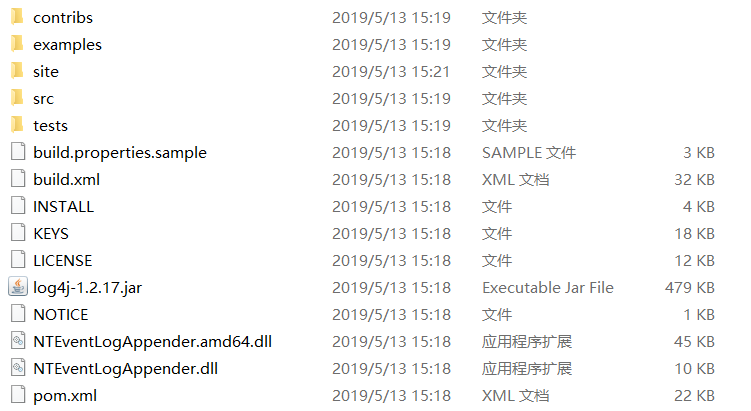 contribs 2019/5/13 15:19 文件夹
examples 2019/5/13 15:19 文件夹
site 2019/5/13 15:21 文件夹
src 2019/5/13 15:19 文件夹
tests 2019/5/13 15:19 文件夹
build.properties.sample 2019/5/13 15:18 SAMPLE 文件 3 KB
build.xml 2019/5/13 15:18 XML 文档 32 KB
INSTALL 2019/5/13 15:18 文件 4 KB
KEYS 2019/5/13 15:18 文件 18 KB
LICENSE 2019/5/13 15:18 文件 12 KB
log4j-1.2.17.jar 2019/5/13 15:18 Executable Jar File 479 KB
NOTICE 2019/5/13 15:18 文件 1 KB
NTEventLogAppender.amd64.dll 2019/5/13 15:18 应用程序扩展 45 KB
NTEventLogAppender.dll 2019/5/13 15:18 应用程序扩展 10 KB
pom.xml 2019/5/13 15:18 XML 文档 22 KB